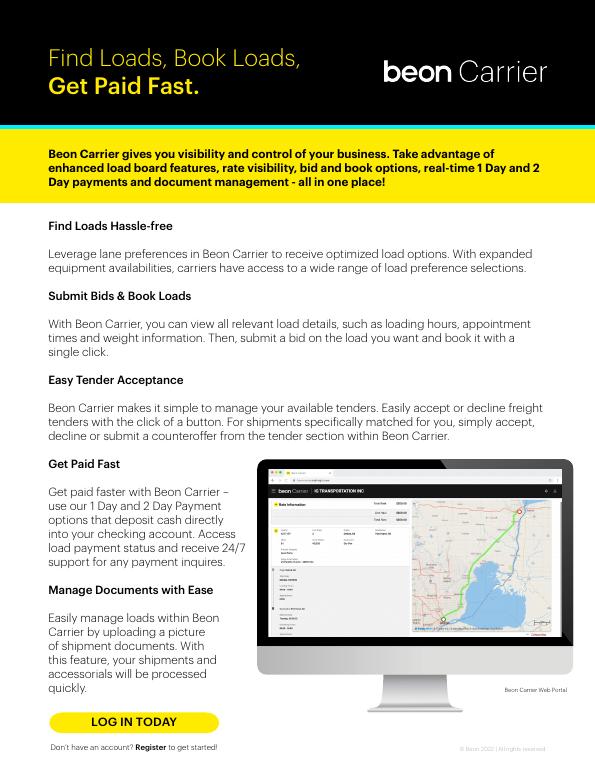 Find Loads, Book Loads,
Get Paid Fast.
beon Carrier
Beon Carrier gives you visibility and control of your business. Take advantage of
enhanced load board features, rate visibility, bid and book options, real-time 1 Day and 2
Day payments and document management - all in one place!
Find Loads Hassle-free
Leverage lane preferences in Beon Carrier to receive optimized load options. With expanded
equipment availabilities, carriers have access to a wide range of load preference selections.
Submit Bids & Book Loads
With Beon Carrier, you can view all relevant load details, such as loading hours, appointment
times and weight information. Then, submit a bid on the load you want and book it with a
single click.
Easy Tender Acceptance
Beon Carrier makes it simple to manage your available tenders. Easily accept or decline freight
tenders with the click of a button. For shipments specifically matched for you, simply accept,
decline or submit a counteroffer from the tender section within Beon Carrier.
Get Paid Fast
Get paid faster with Beon Carrier –
use our 1 Day and 2 Day Payment
options that deposit cash directly
into your checking account. Access
load payment status and receive 24/7
support for any payment inquires.
Manage Documents with Ease
Easily manage loads within Beon
Carrier by uploading a picture
of shipment documents. With
this feature, your shipments and
accessorials will be processed
quickly.
beon Carrier IG TRANSPORTATION INC
Rate Information
Beon Carrier Web Portal
LOG IN TODAY
Don't have an account? Register to get started!
© Beon 2022 | All rights reserved